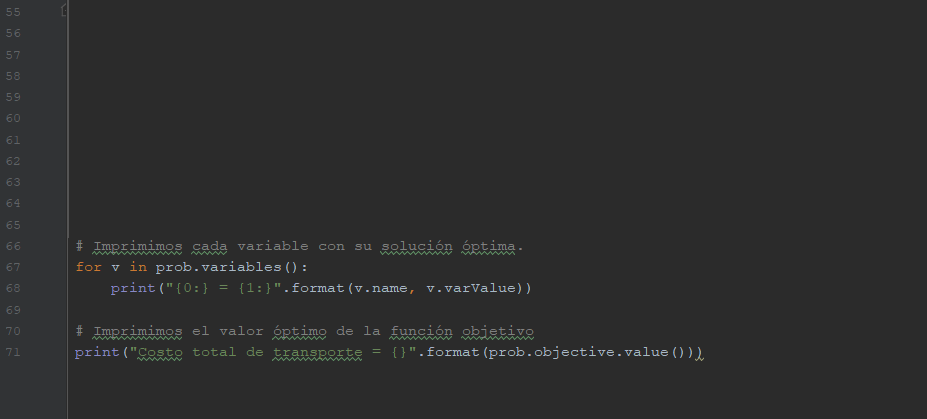 55
56
57
58
59
60
61
62
63
64
65
66 # Imprimimos cada variable con su solución óptima.
67 for v in prob.variables():
68 print("{0:} = {1:}".format(v.name, v.varValue))
69
70 # Imprimimos el valor óptimo de la función objetivo
71 print("Costo total de transporte = {}".format(prob.objective.value()))